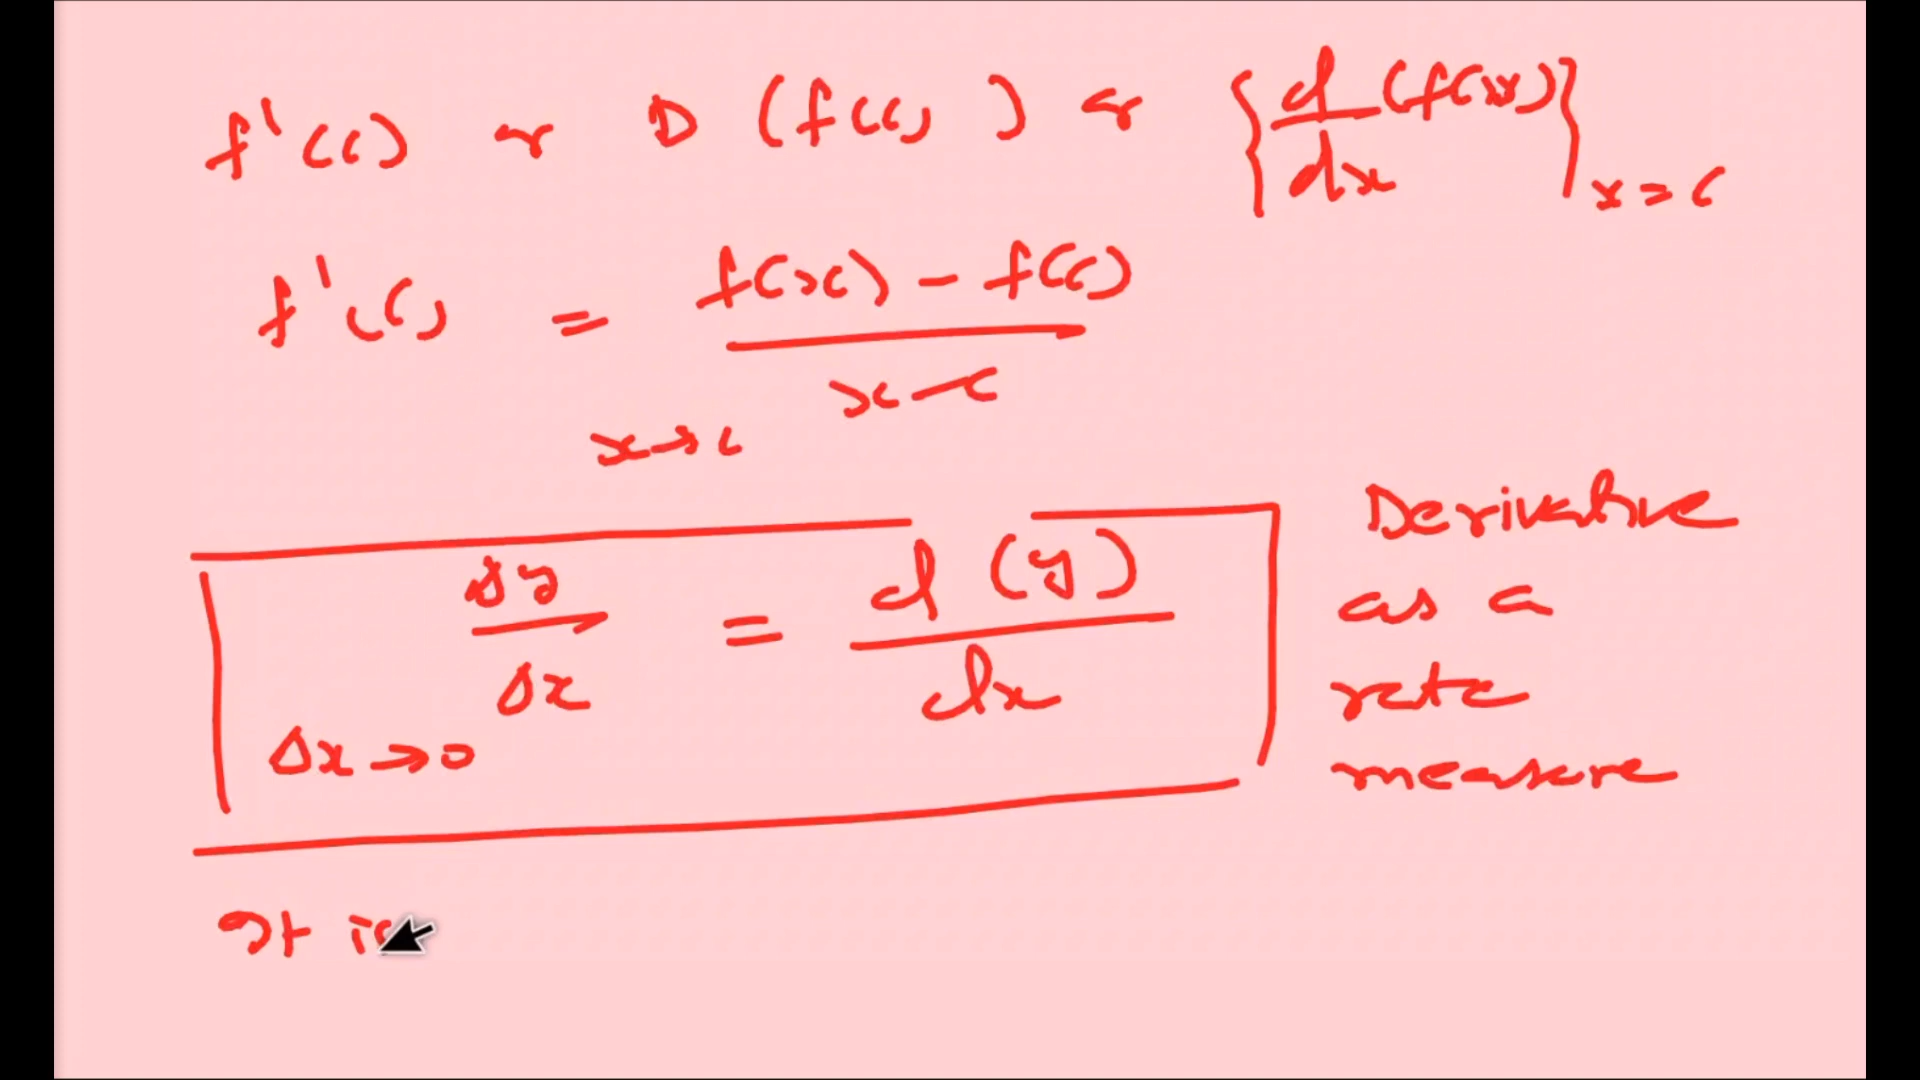 f'(c) or D (f(c)) or {d/dx (f(x))}x=c
f'(c) = f(x) - f(c) / x-c
x→c
Δy/Δx = d(y)/dx
Δx→0
Derivative
as a
rate
measure
It is